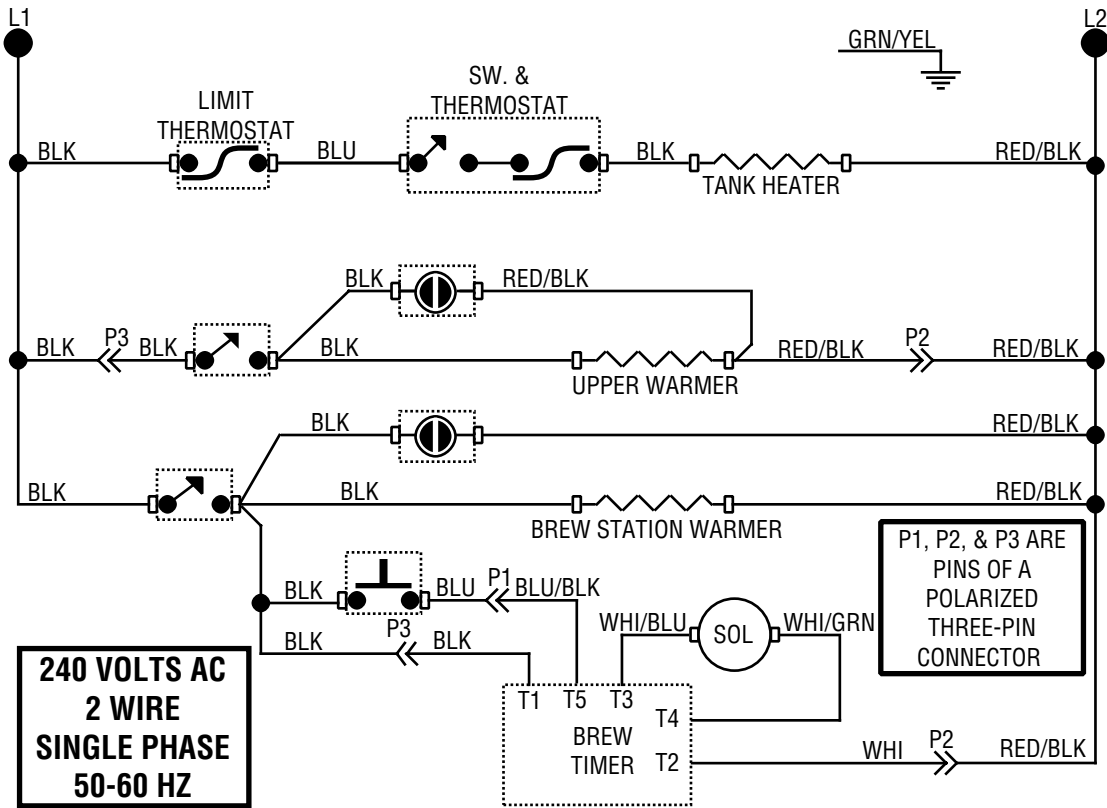 L1
L2
GRN/YEL
SW. &
THERMOSTAT
LIMIT
THERMOSTAT
BLK
BLU
BLK
RED/BLK
TANK HEATER
BLK
RED/BLK
BLK
P3
BLK
BLK
RED/BLK
P2
RED/BLK
UPPER WARMER
BLK
RED/BLK
BLK
BLK
RED/BLK
BREW STATION WARMER
P1, P2, & P3 ARE
PINS OF A
POLARIZED
THREE-PIN
CONNECTOR
BLK
BLU
P1
BLU/BLK
BLK
P3
BLK
WHI/BLU
SOL
WHI/GRN
T1
T5
T3
T4
T2
BREW
TIMER
WHI
P2
RED/BLK
240 VOLTS AC
2 WIRE
SINGLE PHASE
50-60 HZ